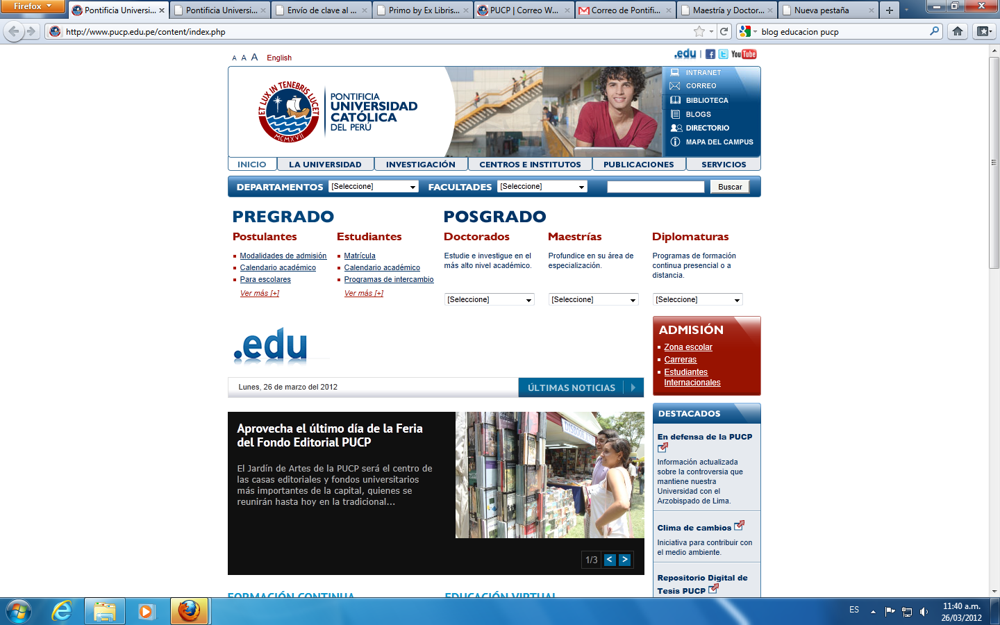 Firefox
Pontificia Universi...
Pontificia Universi...
Envío de clave al ...
Primo by Ex Libris...
PUCP | Correo W...
Correo de Pontifi...
Maestría y Doctor...
Nueva pestaña
http://www.pucp.edu.pe/content/index.php
blog educacion pucp
A A A English
.edu | You Tube
ET LUX IN TENEBRIS LUCET
MCMXVII
PONTIFICIA
UNIVERSIDAD
CATÓLICA
DEL PERÚ
INTRANET
CORREO
BIBLIOTECA
BLOGS
DIRECTORIO
MAPA DEL CAMPUS
INICIO
LA UNIVERSIDAD
INVESTIGACIÓN
CENTROS E INSTITUTOS
PUBLICACIONES
SERVICIOS
DEPARTAMENTOS [Seleccione] FACULTADES [Seleccione] Buscar
PREGRADO
Postulantes
Modalidades de admisión
Calendario académico
Para escolares
Ver más [+]
Estudiantes
Matrícula
Calendario académico
Programas de intercambio
Ver más [+]
POSGRADO
Doctorados
Estudie e investigue en el
más alto nivel académico.
[Seleccione]
Maestrías
Profundice en su área de
especialización.
[Seleccione]
Diplomaturas
Programas de formación
continua presencial o a
distancia.
[Seleccione]
.edu
Lunes, 26 de marzo del 2012
ÚLTIMAS NOTICIAS
Aprovecha el último día de la Feria
del Fondo Editorial PUCP
El Jardín de Artes de la PUCP será el centro de
las casas editoriales y fondos universitarios
más importantes de la capital, quienes se
reunirán hasta hoy en la tradicional...
1/3 < >
ADMISIÓN
Zona escolar
Carreras
Estudiantes
Internacionales
DESTACADOS
En defensa de la PUCP
Información actualizada
sobre la controversia que
mantiene nuestra
Universidad con el
Arzobispado de Lima.
Clima de cambios
Iniciativa para contribuir con
el medio ambiente.
Repositorio Digital de
Tesis PUCP
FORMACIÓN CONTINUA
EDUCACIÓN VIRTUAL
ES
11:40 a.m.
26/03/2012